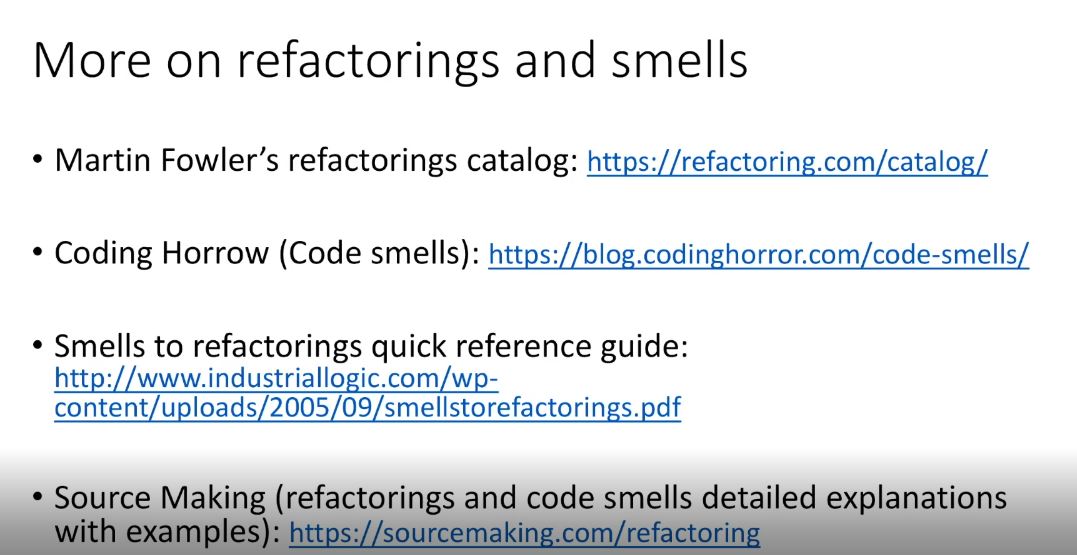 More on refactorings and smells
• Martin Fowler’s refactorings catalog: https://refactoring.com/catalog/
• Coding Horrow (Code smells): https://blog.codinghorror.com/code-smells/
• Smells to refactorings quick reference guide:
http://www.industriallogic.com/wp-
content/uploads/2005/09/smellstorefactorings.pdf
• Source Making (refactorings and code smells detailed explanations
with examples): https://sourcemaking.com/refactoring